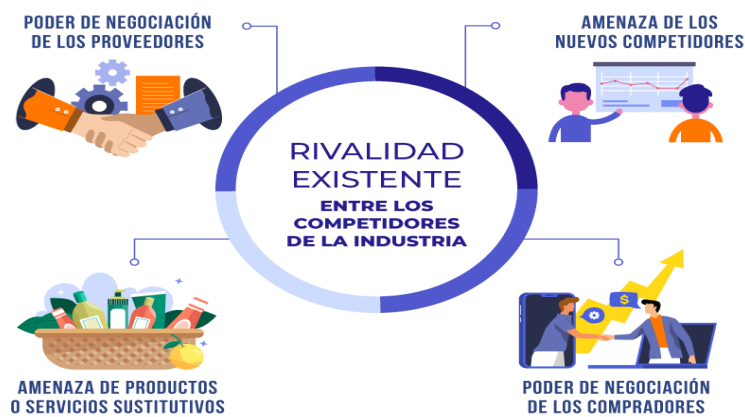 PODER DE NEGOCIACIÓN
DE LOS PROVEEDORES
AMENAZA DE LOS
NUEVOS COMPETIDORES
RIVALIDAD
EXISTENTE
ENTRE LOS
COMPETIDORES
DE LA INDUSTRIA
$
AMENAZA DE PRODUCTOS
O SERVICIOS SUSTITUTIVOS
PODER DE NEGOCIACIÓN
DE LOS COMPRADORES